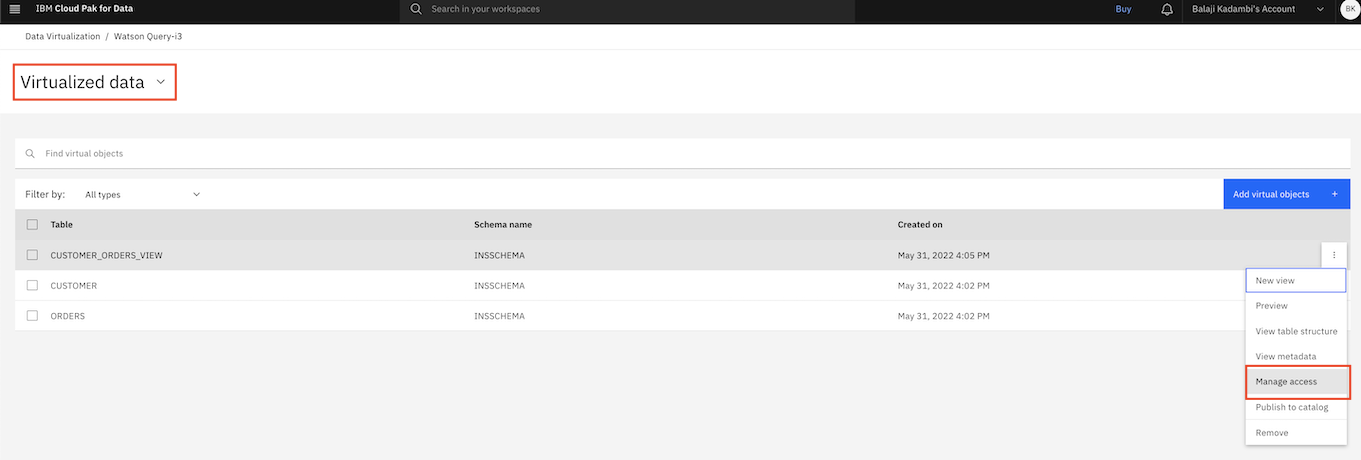 IBM Cloud Pak for Data Search in your workspaces Buy Balaji Kadambi's Account BK
Data Virtualization / Watson Query-i3
Virtualized data
Find virtual objects
Filter by: All types Add virtual objects +
Table Schema name Created on
CUSTOMER_ORDERS_VIEW INSSCHEMA May 31, 2022 4:05 PM
CUSTOMER INSSCHEMA May 31, 2022 4:02 PM
ORDERS INSSCHEMA May 31, 2022 4:02 PM
New view
Preview
View table structure
View metadata
Manage access
Publish to catalog
Remove